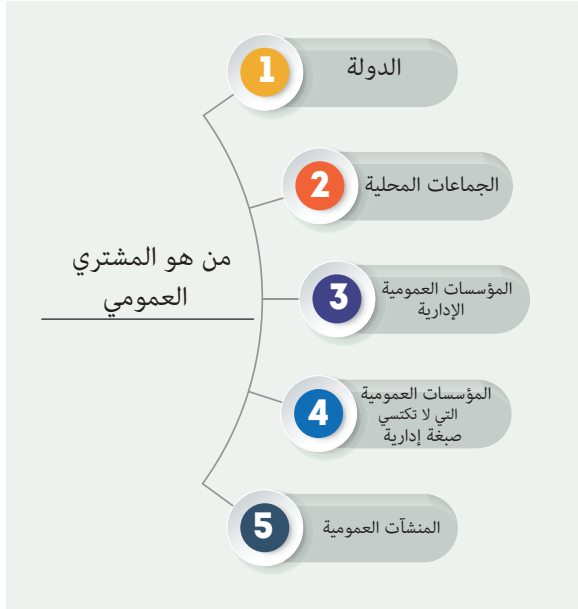 من هو المشتري
العمومي
1
الدولة
2
الجماعات المحلية
3
المؤسسات العمومية
الإدارية
4
المؤسسات العمومية
التي لا تكتسي
صبغة إدارية
5
المنشآت العمومية